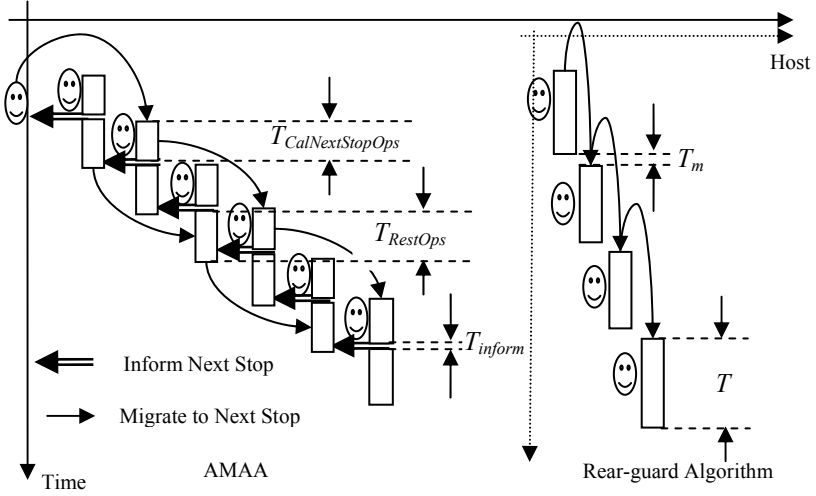 Host
T_CalNextStopOps
T_m
T_RestOps
T_inform
Inform Next Stop
T
Migrate to Next Stop
Time
AMAA
Rear-guard Algorithm